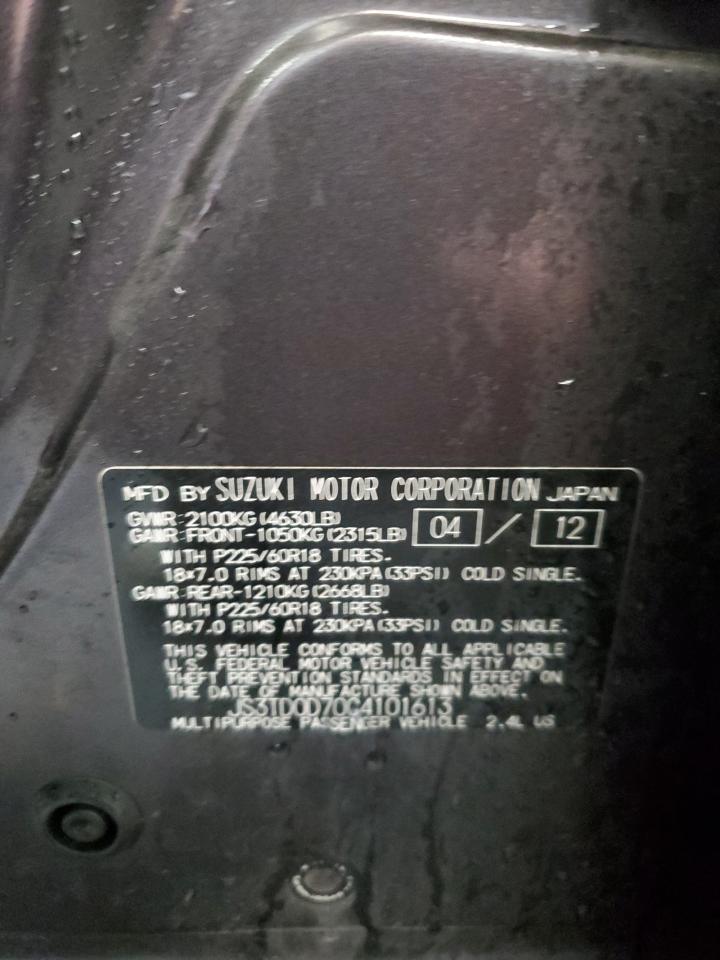 MFD BY SUZUKI MOTOR CORPORATION JAPAN
GVWR:2100KG(4630LB)
GAWR:FRONT-1050KG(2315LB) 04 / 12
WITH P225/60R18 TIRES.
18×7.0 RIMS AT 230KPA(33PSI) COLD SINGLE.
GAWR:REAR-1210KG(2668LB)
WITH P225/60R18 TIRES.
18×7.0 RIMS AT 230KPA(33PSI) COLD SINGLE.
THIS VEHICLE CONFORMS TO ALL APPLICABLE
U.S. FEDERAL MOTOR VEHICLE SAFETY AND
THEFT PREVENTION STANDARDS IN EFFECT ON
THE DATE OF MANUFACTURE SHOWN ABOVE.
JS3TD0D70C4101613
MULTIPURPOSE PASSENGER VEHICLE 2.4L US